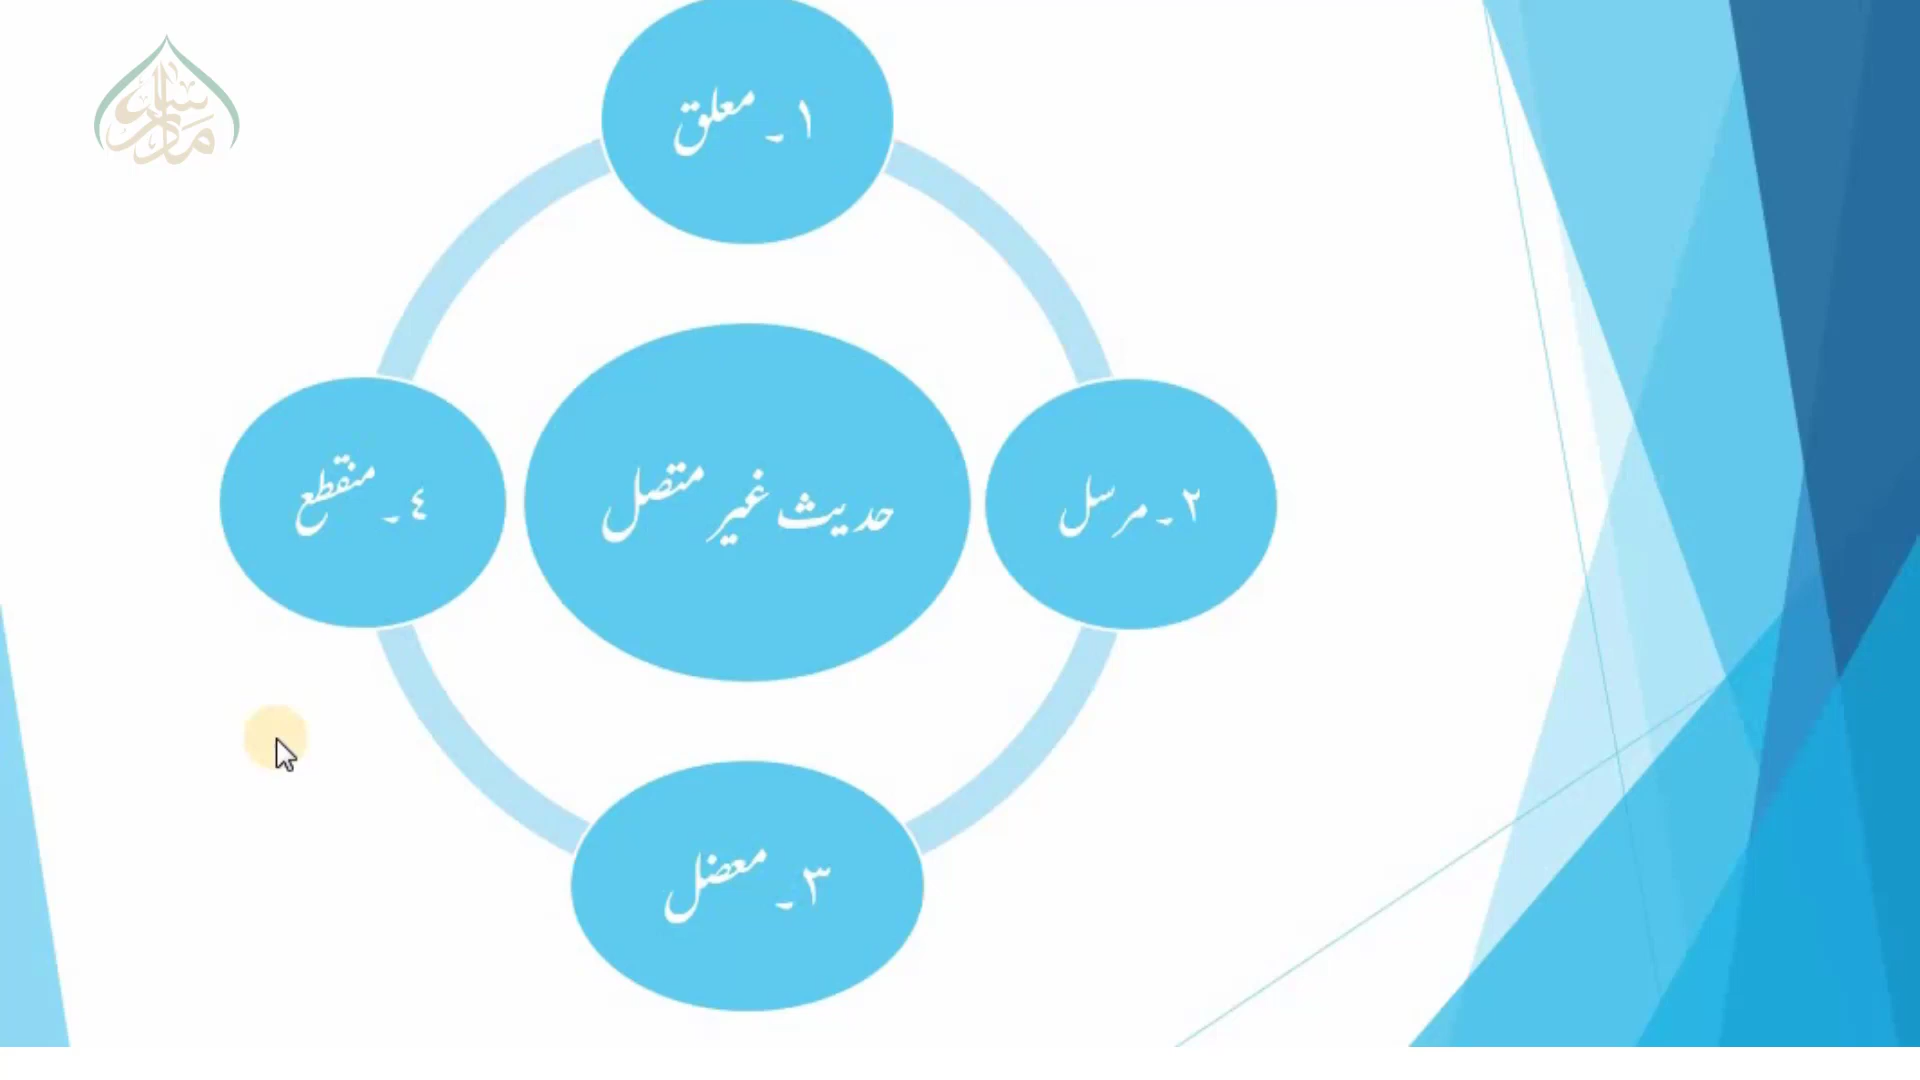 ١۔ معلق
٢۔ مرسل
حدیث غیر متصل
٤۔ منقطع
٣۔ معضل